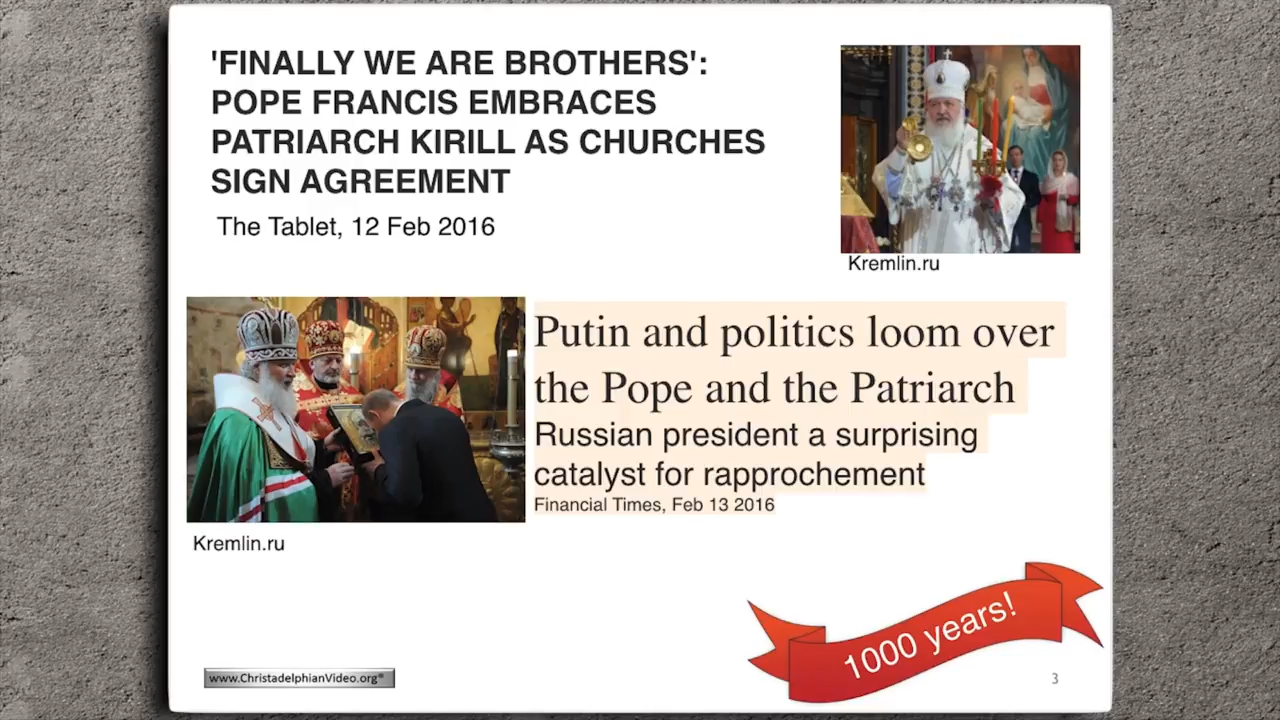 'FINALLY WE ARE BROTHERS':
POPE FRANCIS EMBRACES
PATRIARCH KIRILL AS CHURCHES
SIGN AGREEMENT
The Tablet, 12 Feb 2016
Kremlin.ru
Putin and politics loom over
the Pope and the Patriarch
Russian president a surprising
catalyst for rapprochement
Financial Times, Feb 13 2016
Kremlin.ru
1000 years!
www.ChristadelphianVideo.org®
3